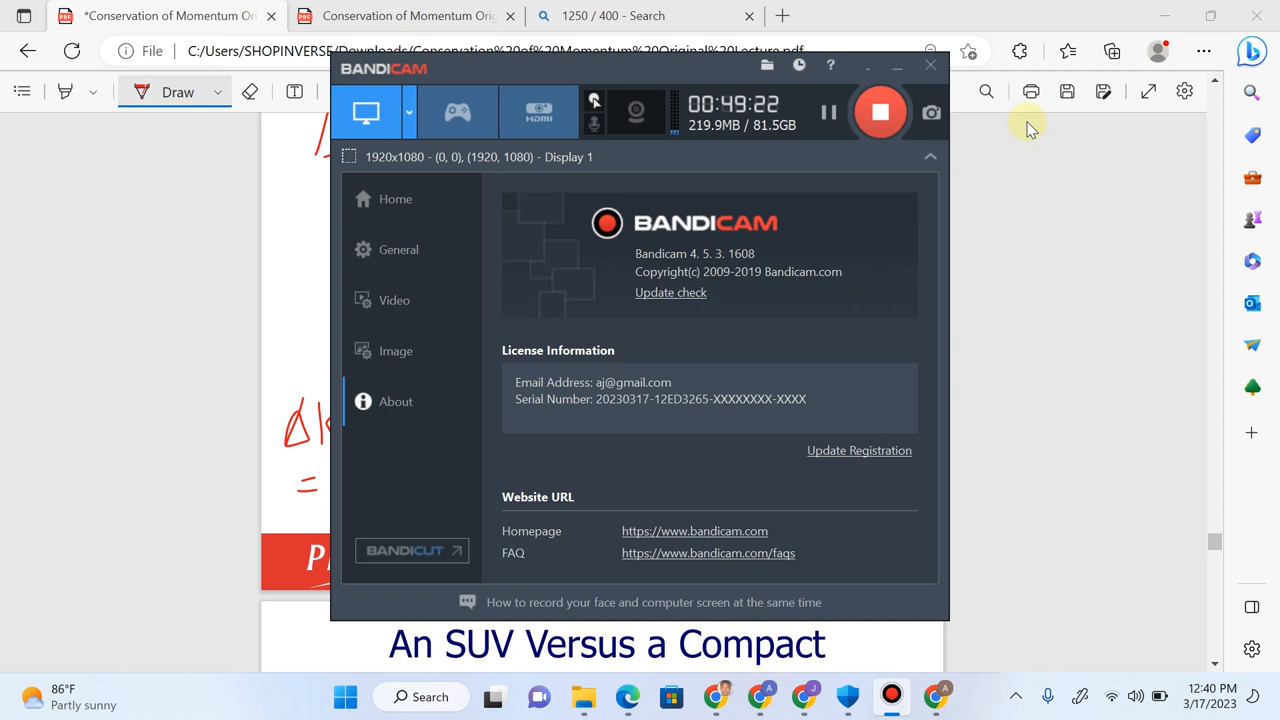 *Conservation of Momentum Ori
Conservation of Momentum Orig
1250 / 400 - Search
File
C:/Users/SHOPINVERSE/Downloads/Conservation%20of%20Momentum%20Original%20Lecture.pdf
Draw
BANDICAM
HDMI
00:49:22
219.9MB / 81.5GB
1920x1080 - (0, 0), (1920, 1080) - Display 1
Home
General
Video
Image
About
BANDICUT
BANDICAM
Bandicam 4. 5. 3. 1608
Copyright(c) 2009-2019 Bandicam.com
Update check
License Information
Email Address: aj@gmail.com
Serial Number: 20230317-12ED3265-XXXXXXXX-XXXX
Update Registration
Website URL
Homepage
https://www.bandicam.com
FAQ
https://www.bandicam.com/faqs
How to record your face and computer screen at the same time
Δk
=
An SUV Versus a Compact
86°F
Partly sunny
Search
12:40 PM
3/17/2023